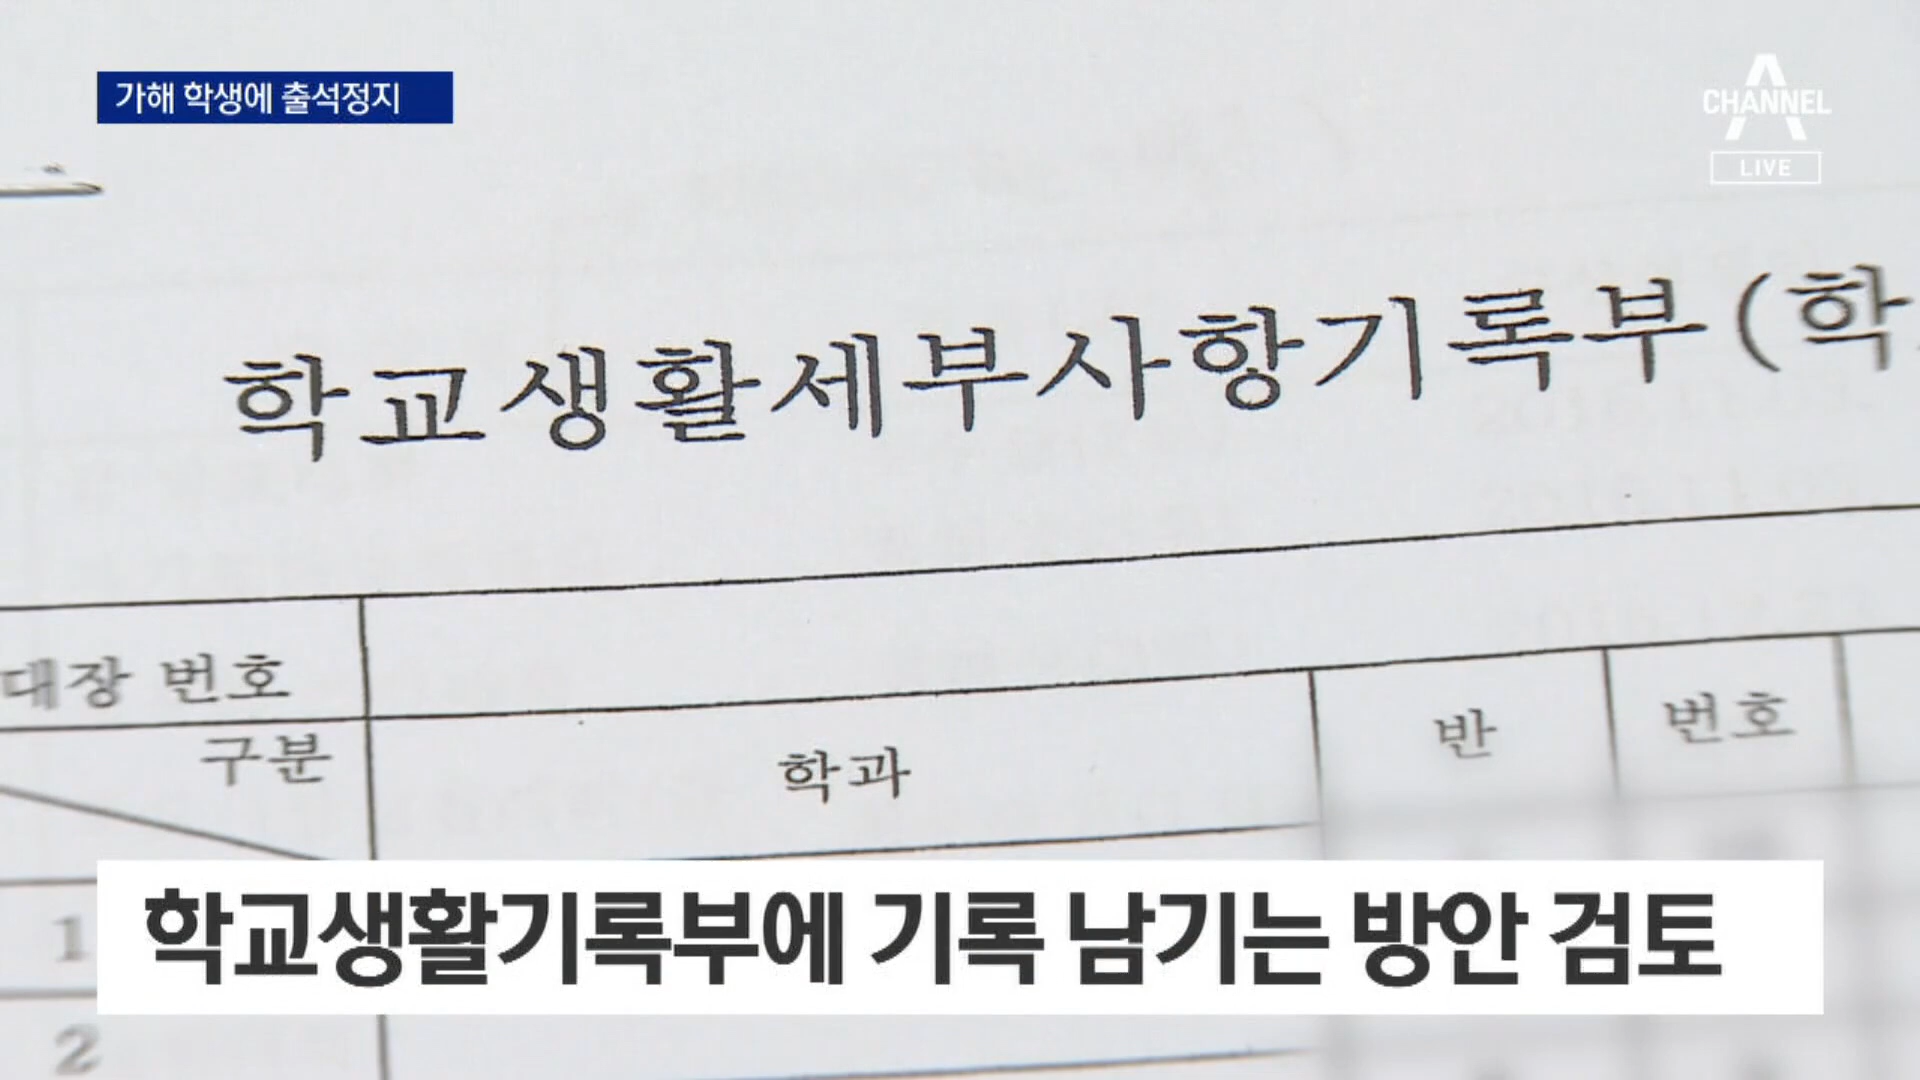 가해 학생에 출석정지
CHANNEL A
LIVE
학교생활세부사항기록부 (학
대장 번호
구분
학과
반
번호
1
2
학교생활기록부에 기록 남기는 방안 검토